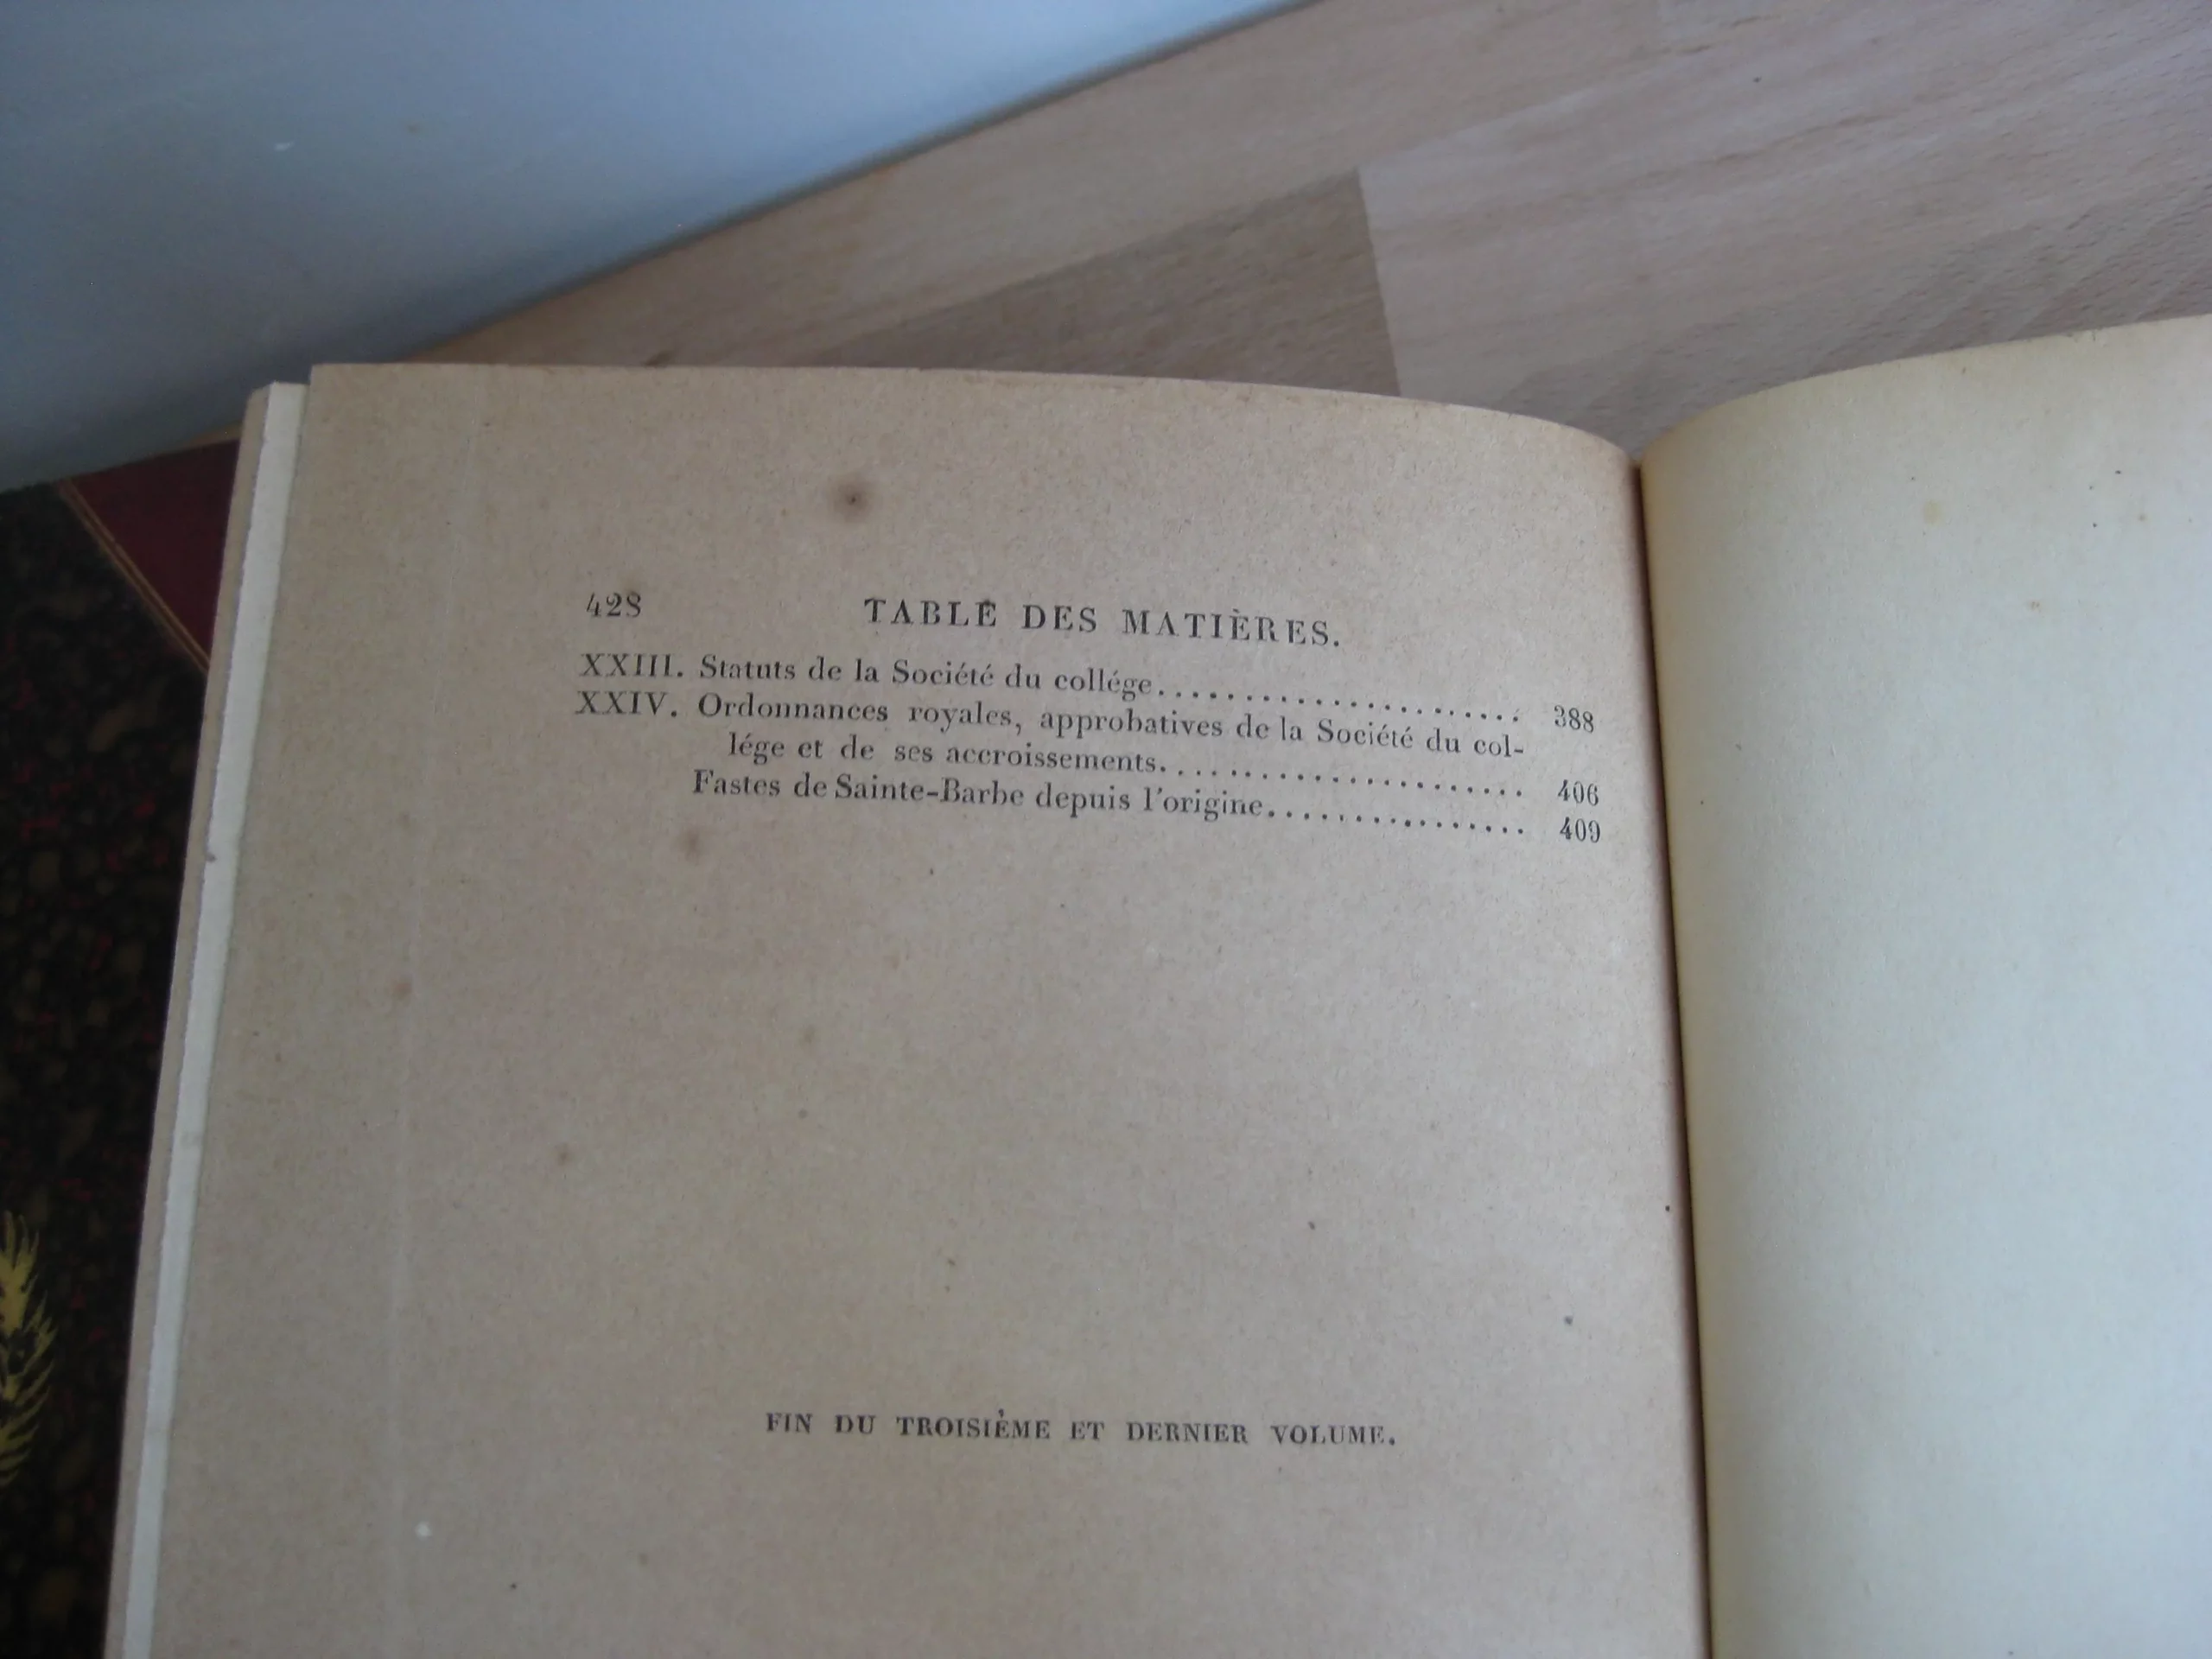 428 TABLE DES MATIÈRES.
XXIII. Statuts de la Société du collége..................... 388
XXIV. Ordonnances royales, approbatives de la Société du col-
lége et de ses accroissements..................... 406
Fastes de Sainte-Barbe depuis l'origine............... 409
FIN DU TROISIÈME ET DERNIER VOLUME.